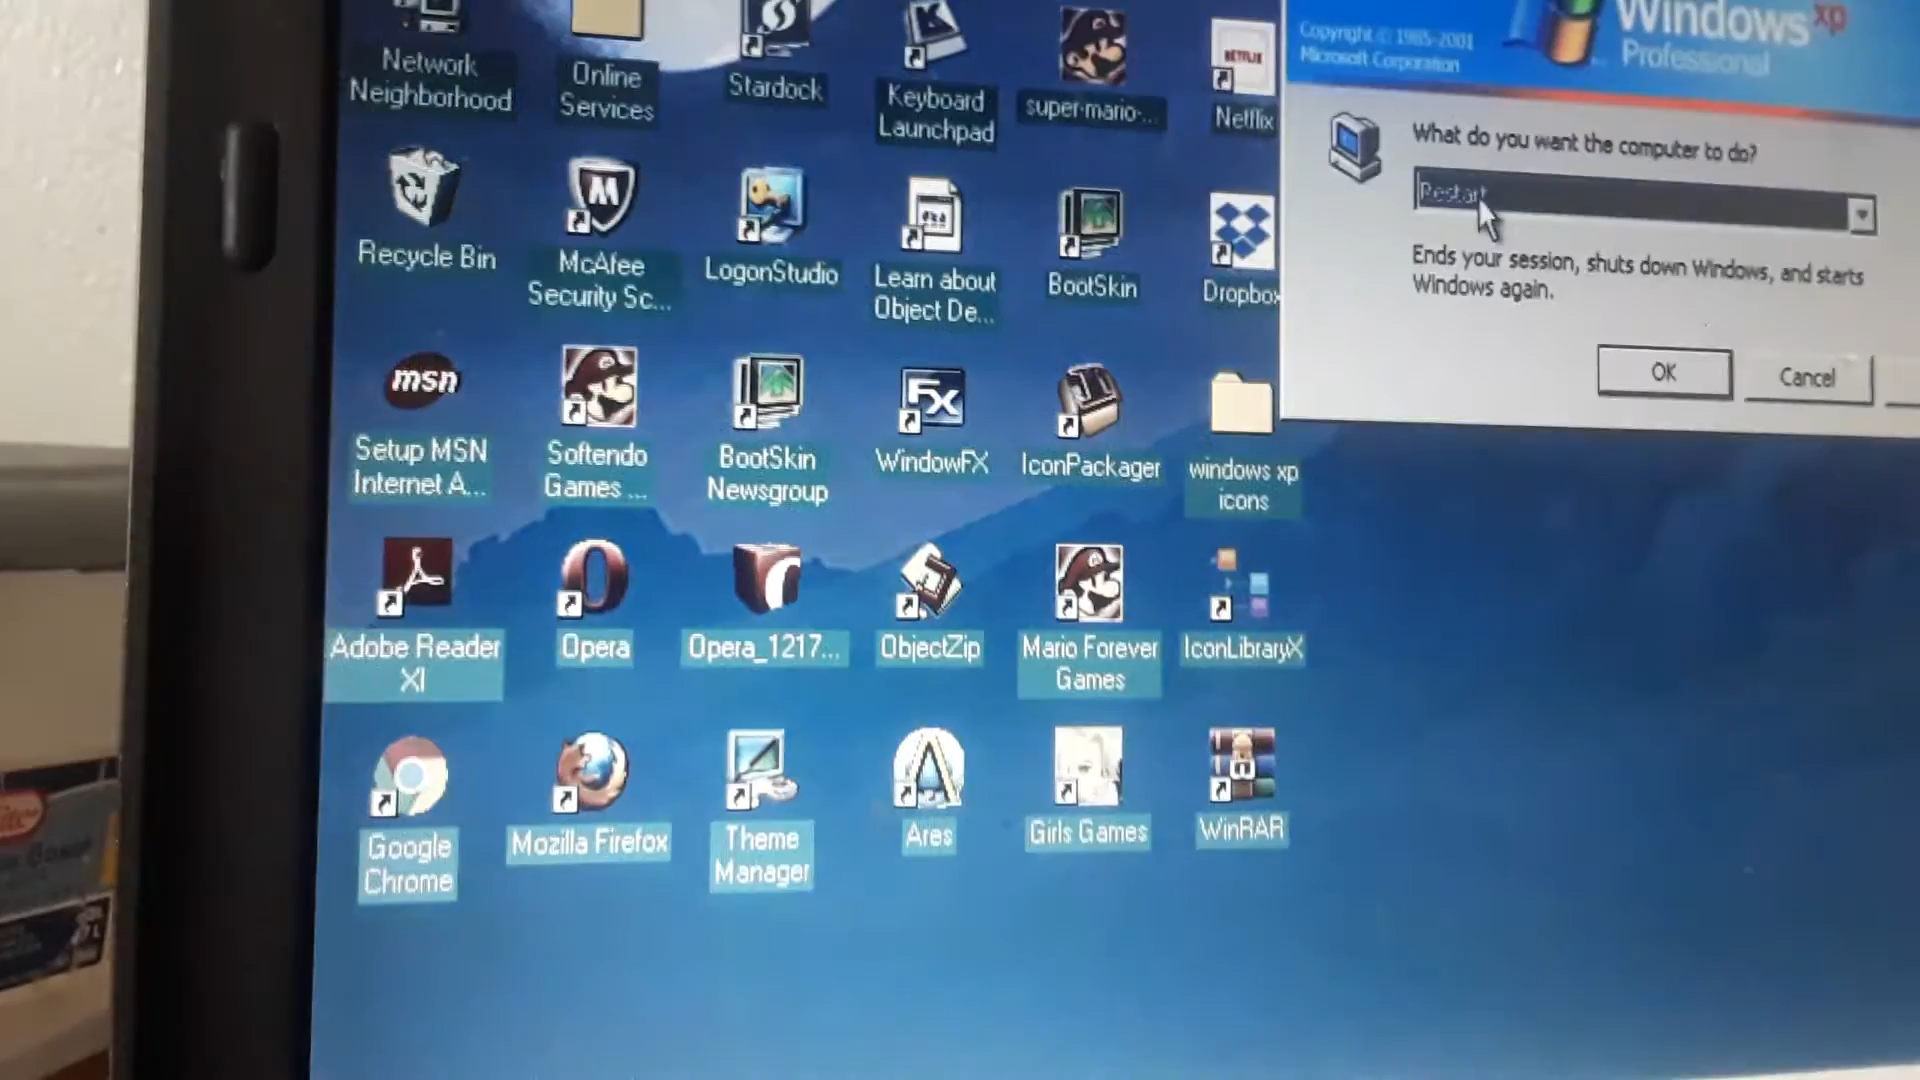 Network
Neighborhood
Online
Services
Stardock
Keyboard
Launchpad
super-mario-...
NETFLIX
Netflix
Recycle Bin
McAfee
Security Sc...
LogonStudio
Learn about
Object De...
BootSkin
Dropbox
msn
Setup MSN
Internet A...
Softendo
Games ...
BootSkin
Newsgroup
FX
WindowFX
IconPackager
windows xp
icons
Adobe Reader
XI
Opera
Opera_1217...
ObjectZip
Mario Forever
Games
IconLibraryX
Google
Chrome
Mozilla Firefox
Theme
Manager
Ares
Girls Games
WinRAR
Copyright © 1985-2001
Microsoft Corporation
Windows xp
Professional
What do you want the computer to do?
Restart
Ends your session, shuts down Windows, and starts
Windows again.
OK
Cancel